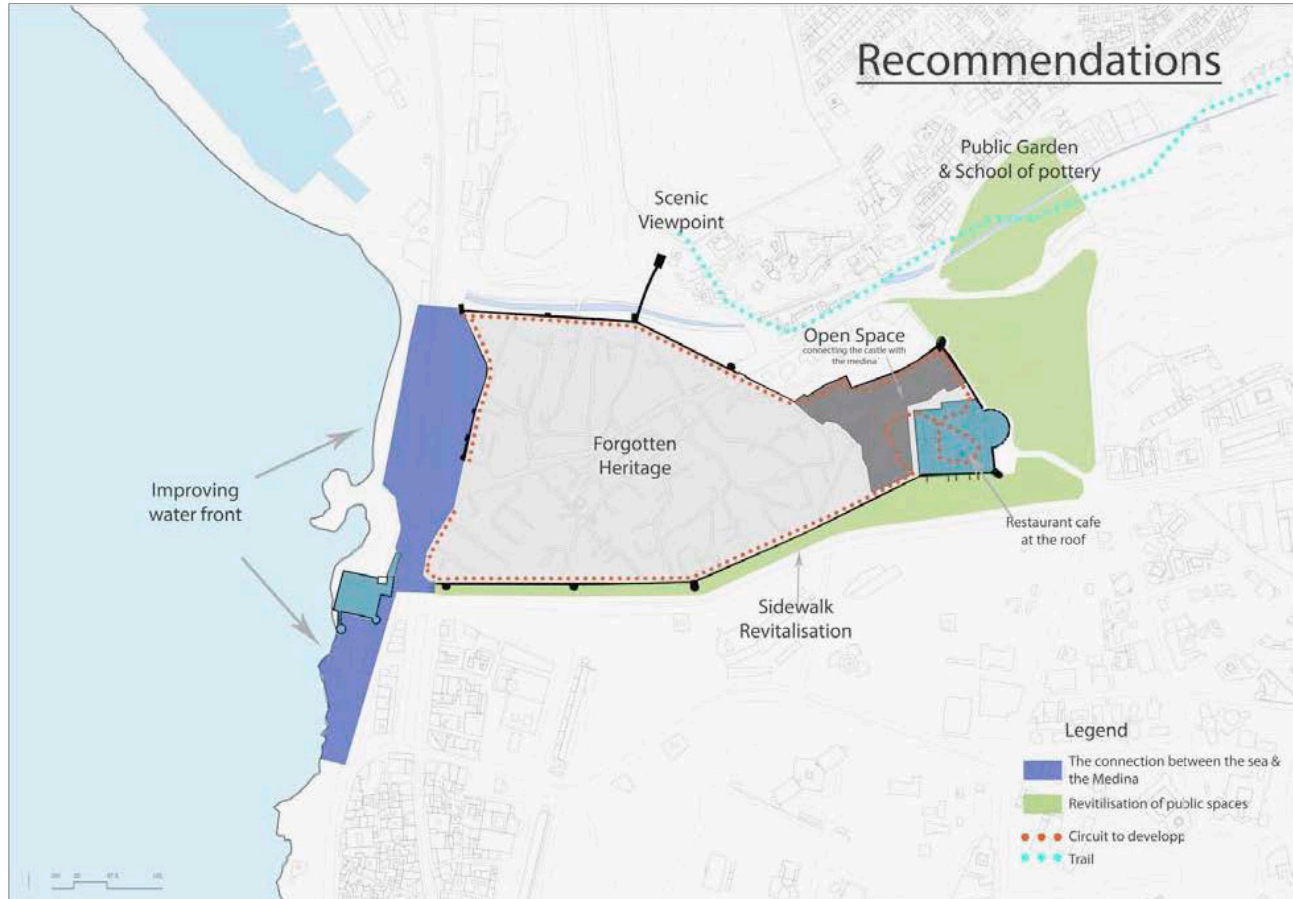 Recommendations
Public Garden
& School of pottery
Scenic
Viewpoint
Open Space
connecting the castle with
the medina
Forgotten
Heritage
Improving
water front
Restaurant cafe
at the roof
Sidewalk
Revitalisation
Legend
The connection between the sea &
the Medina
Revitilisation of public spaces
Circuit to developp
Trail